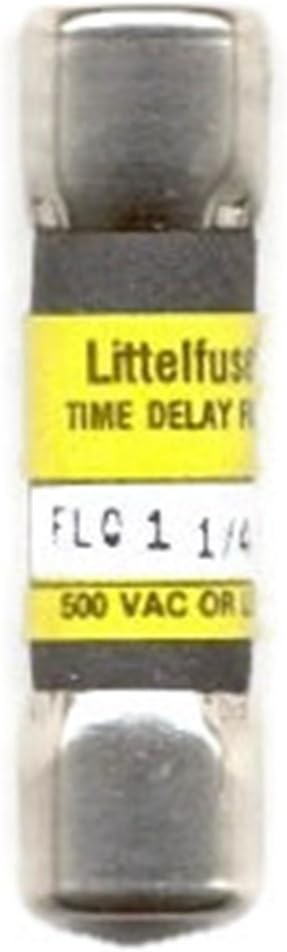 Littelfuse
TIME DELAY
FLQ 1 1/4
500 VAC OR